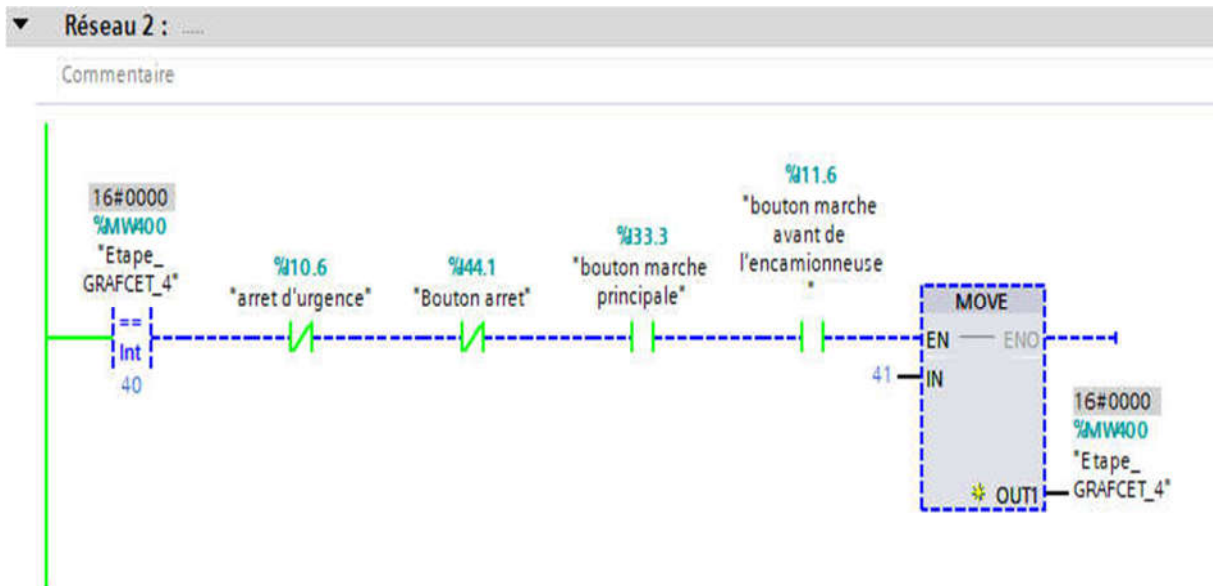 Réseau 2 : .....
Commentaire
16#0000
%MW400
"Etape_
GRAFCET_4"
==
Int
40
%I10.6
"arret d'urgence"
%I44.1
"Bouton arret"
%I33.3
"bouton marche
principale"
%I11.6
"bouton marche
avant de
l'encamionneuse
"
MOVE
EN ENO
41 IN
OUT1
16#0000
%MW400
"Etape_
GRAFCET_4"